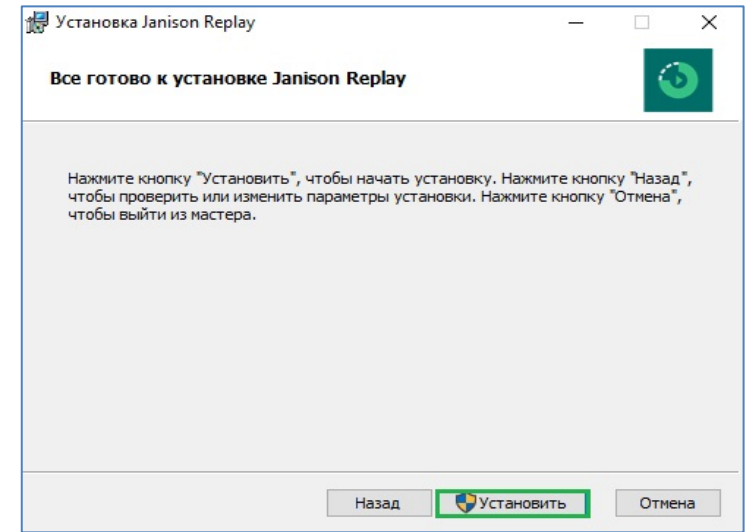 Установка Janison Replay
Все готово к установке Janison Replay
Нажмите кнопку "Установить", чтобы начать установку. Нажмите кнопку "Назад",
чтобы проверить или изменить параметры установки. Нажмите кнопку "Отмена",
чтобы выйти из мастера.
Назад
Установить
Отмена